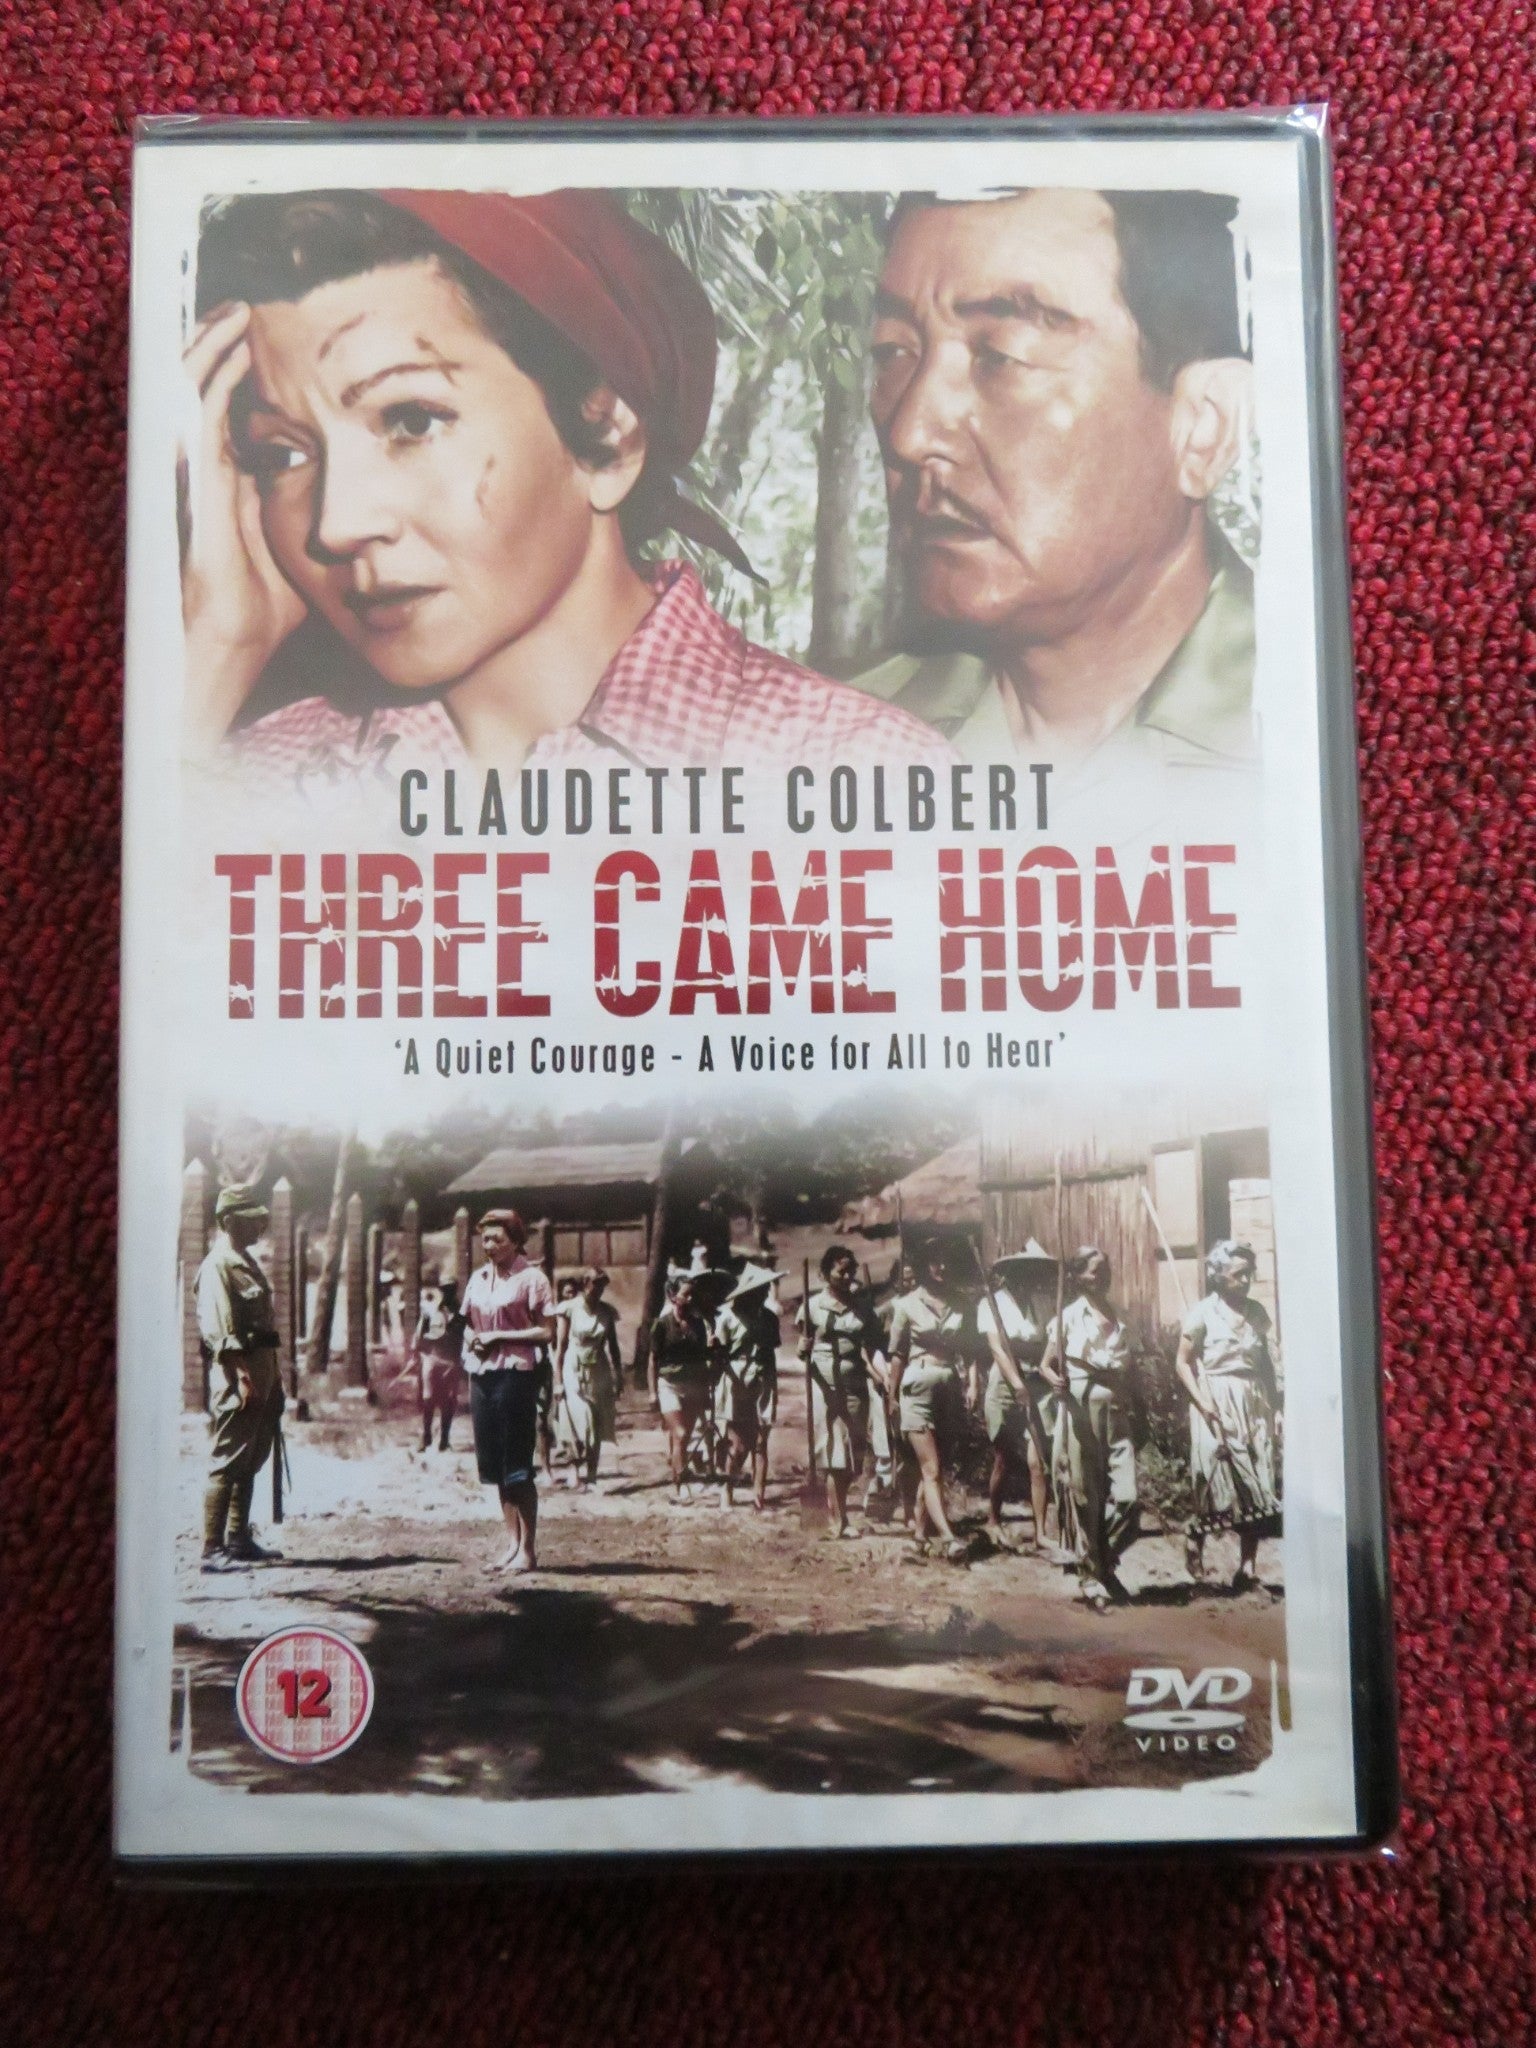 CLAUDETTE COLBERT
THREE CAME HOME
'A Quiet Courage - A Voice for All to Hear'
12
DVD
VIDEO